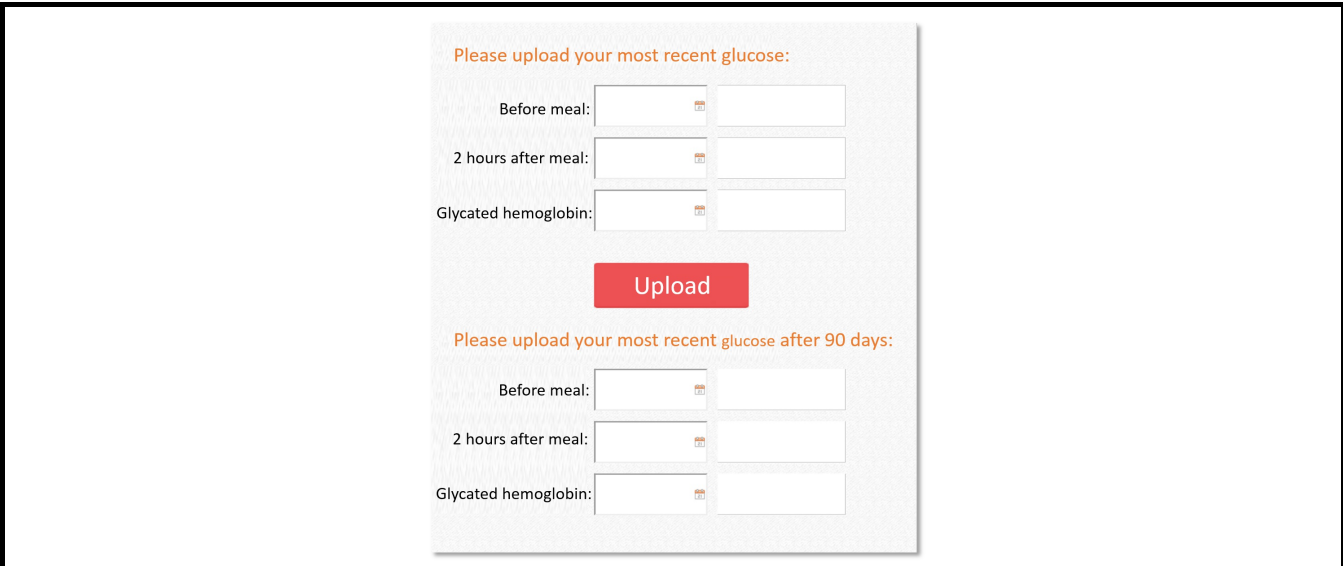 Please upload your most recent glucose:
Before meal:
2 hours after meal:
Glycated hemoglobin:
Upload
Please upload your most recent glucose after 90 days:
Before meal:
2 hours after meal:
Glycated hemoglobin: